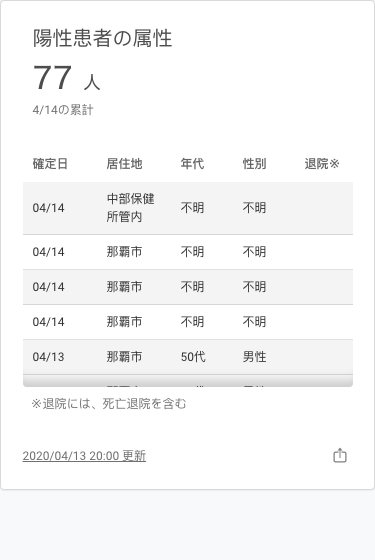 陽性患者の属性
77 人
4/14の累計
確定日 居住地 年代 性別 退院※
04/14 中部保健所管内 不明 不明
04/14 那覇市 不明 不明
04/14 那覇市 不明 不明
04/14 那覇市 不明 不明
04/13 那覇市 50代 男性
※退院には、死亡退院を含む
2020/04/13 20:00 更新